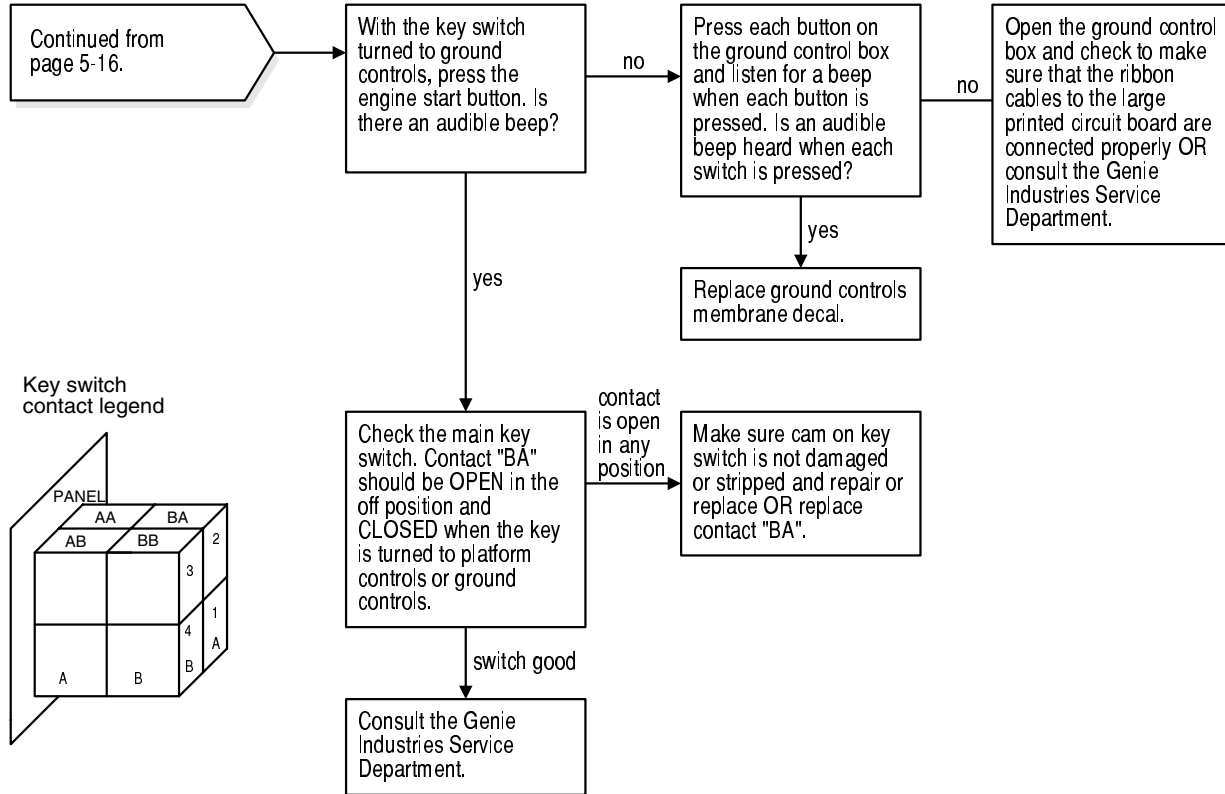 Continued from
page 5-16.
With the key switch
turned to ground
controls, press the
engine start button. Is
there an audible beep?
no
Press each button on
the ground control box
and listen for a beep
when each button is
pressed. Is an audible
beep heard when each
switch is pressed?
no
Open the ground control
box and check to make
sure that the ribbon
cables to the large
printed circuit board are
connected properly OR
consult the Genie
Industries Service
Department.
yes
Replace ground controls
membrane decal.
yes
Key switch
contact legend
PANEL
AA
BA
AB
BB
2
3
1
4
A
B
A
B
Check the main key
switch. Contact "BA"
should be OPEN in the
off position and
CLOSED when the key
is turned to platform
controls or ground
controls.
contact
is open
in any
position
Make sure cam on key
switch is not damaged
or stripped and repair or
replace OR replace
contact "BA".
switch good
Consult the Genie
Industries Service
Department.